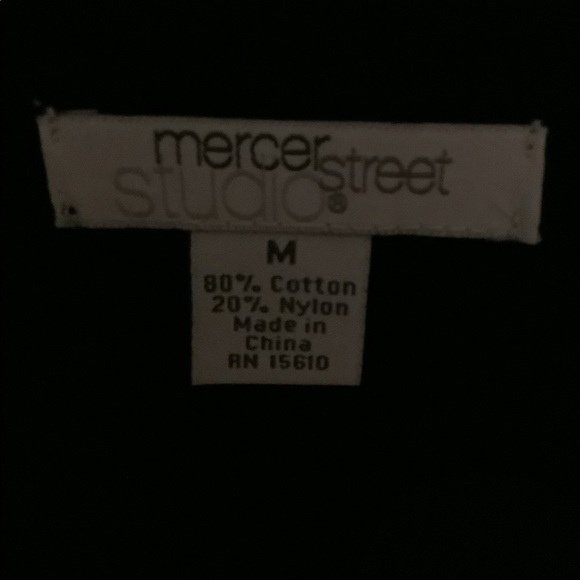 mercer
street
studio®
M
80% Cotton
20% Nylon
Made in
China
RN 15610